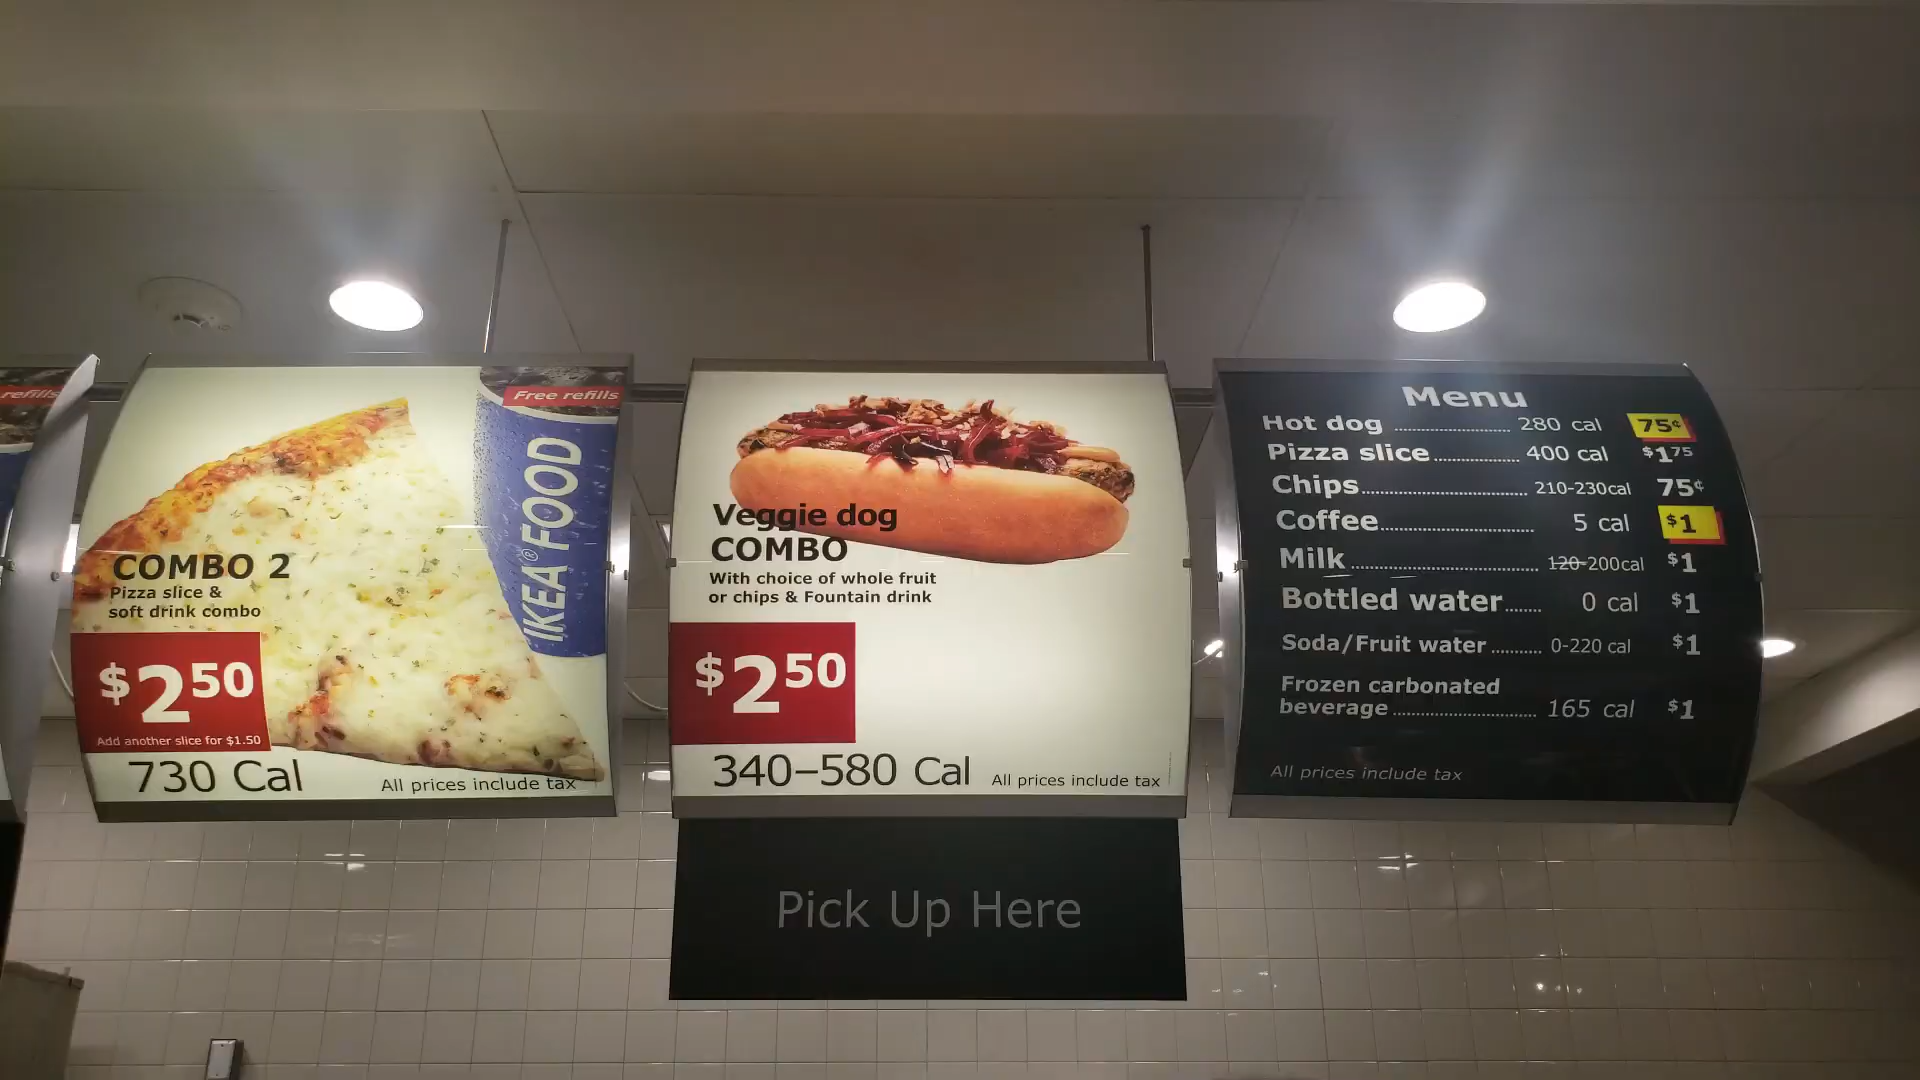 refills
Free refills
IKEA® FOOD
COMBO 2
Pizza slice &
soft drink combo
$2 50
Add another slice for $1.50
730 Cal
All prices include tax
Veggie dog
COMBO
With choice of whole fruit
or chips & Fountain drink
$2 50
340–580 Cal
All prices include tax
Pick Up Here
Menu
Hot dog ........................ 280 cal 75¢
Pizza slice .................. 400 cal $1 75
Chips ................................... 210-230cal 75¢
Coffee ................................ 5 cal $1
Milk ....................................... 120-200cal $1
Bottled water ........ 0 cal $1
Soda/Fruit water .......... 0-220 cal $1
Frozen carbonated
beverage ............................ 165 cal $1
All prices include tax